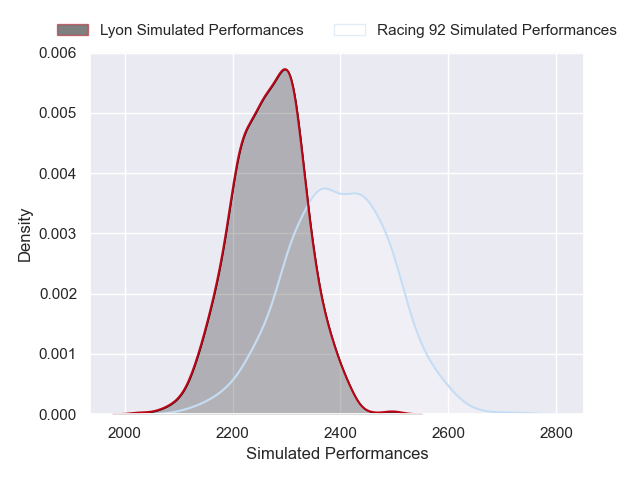 Lyon Simulated Performances Racing 92 Simulated Performances
0.006
0.005
0.004
0.003
0.002
0.001
0.000
Density
2000 2200 2400 2600 2800
Simulated Performances